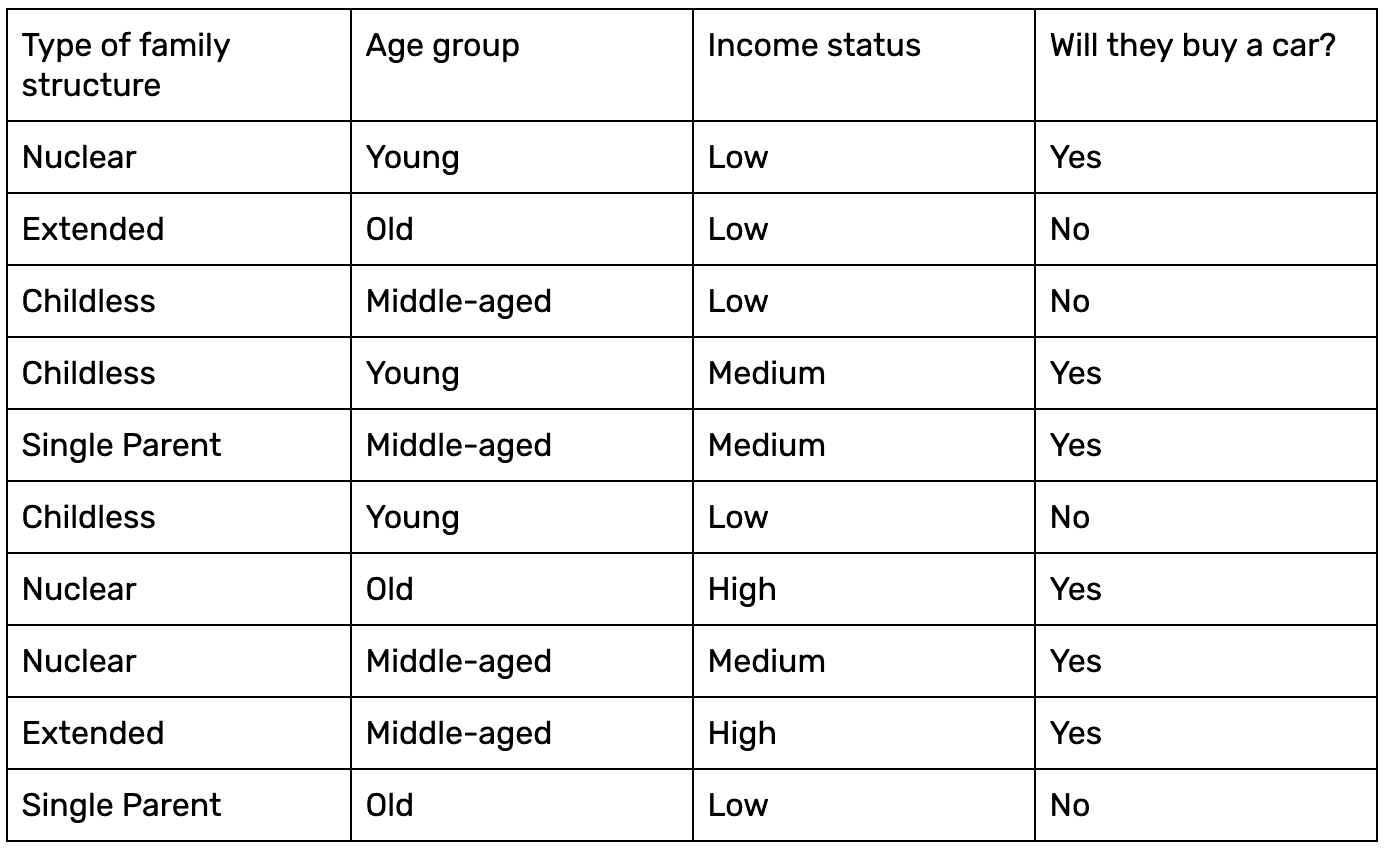 Type of family structure Age group Income status Will they buy a car?
Nuclear Young Low Yes
Extended Old Low No
Childless Middle-aged Low No
Childless Young Medium Yes
Single Parent Middle-aged Medium Yes
Childless Young Low No
Nuclear Old High Yes
Nuclear Middle-aged Medium Yes
Extended Middle-aged High Yes
Single Parent Old Low No